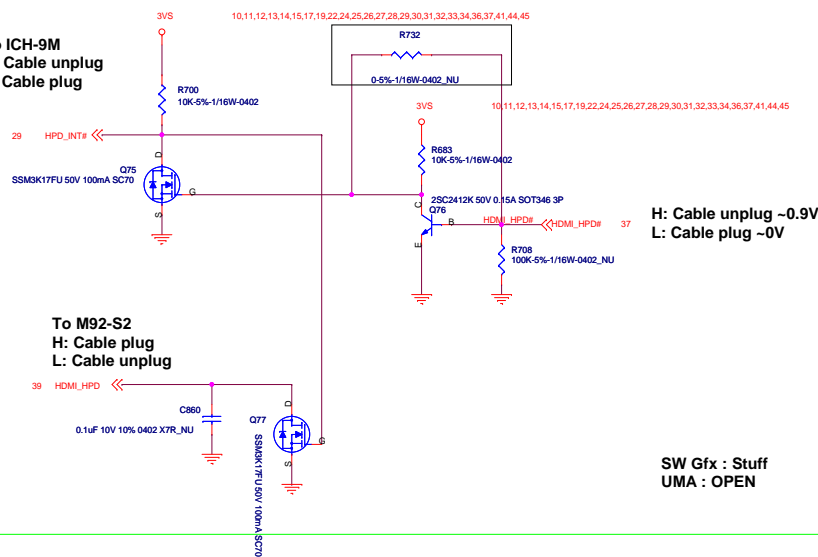 3VS
10,11,12,13,14,15,17,19,22,24,25,26,27,28,29,30,31,32,33,34,36,37,41,44,45
R732
0-5%-1/16W-0402_NU
ICH-9M
Cable unplug
Cable plug
R700
10K-5%-1/16W-0402
3VS
10,11,12,13,14,15,17,19,22,24,25,26,27,28,29,30,31,32,33,34,36,37,41,44,45
29 HPD_INT#
R683
10K-5%-1/16W-0402
D
Q75
SSM3K17FU 50V 100mA SC70
G
S
2SC2412K 50V 0.15A SOT346 3P
C
Q76
B
E
HDMI_HPD#
HDMI_HPD# 37
H: Cable unplug ~0.9V
L: Cable plug ~0V
R708
100K-5%-1/16W-0402_NU
To M92-S2
H: Cable plug
L: Cable unplug
39 HDMI_HPD
C860
0.1uF 10V 10% 0402 X7R_NU
D
Q77
G
S
SSM3K17FU 50V 100mA SC70
SW Gfx : Stuff
UMA : OPEN